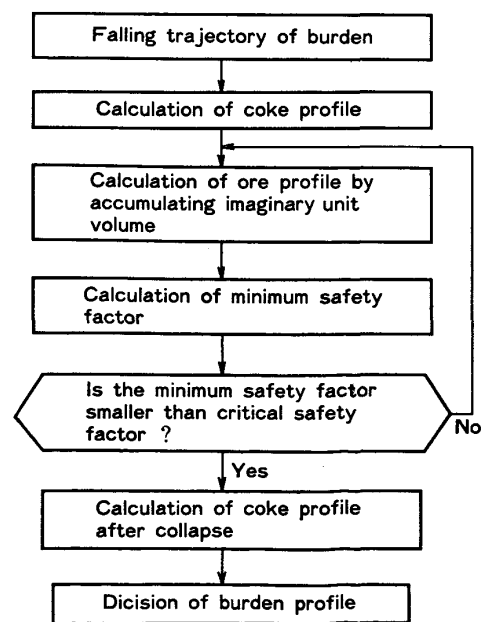 Falling trajectory of burden
Calculation of coke profile
Calculation of ore profile by
accumulating imaginary unit
volume
Calculation of minimum safety
factor
Is the minimum safety factor
smaller than critical safety
factor ?
No
Yes
Calculation of coke profile
after collapse
Dicision of burden profile